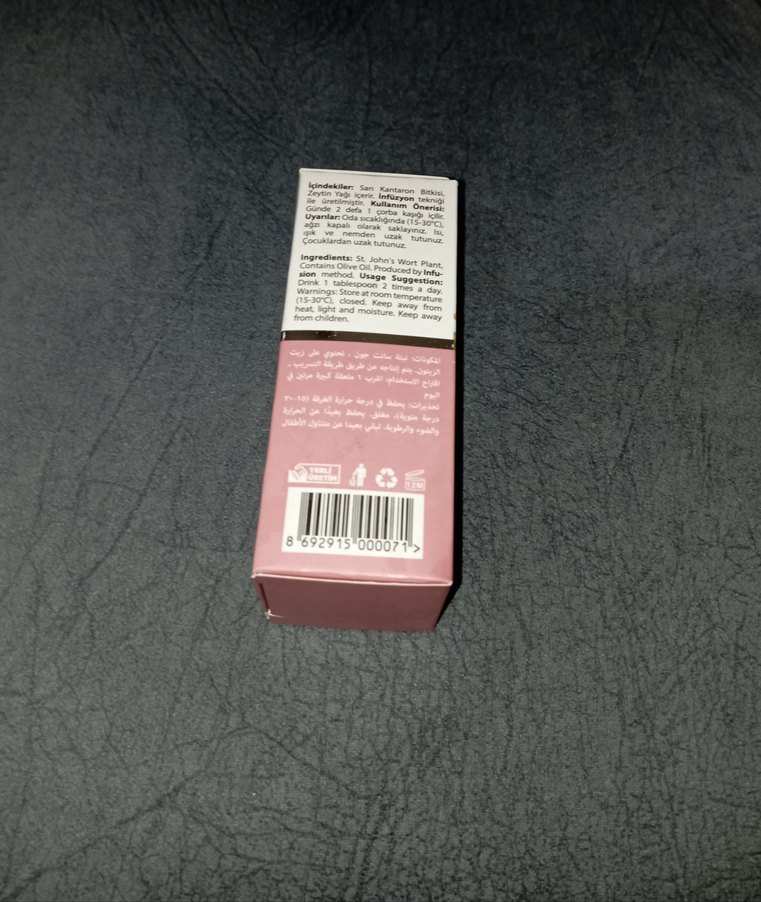 İçindekiler: Sarı Kantaron Bitkisi,
Zeytin Yağı içerir. İnfüzyon tekniği
ile üretilmiştir. Kullanım Önerisi:
Günde 2 defa 1 çorba kaşığı içilir.
Uyarılar: Oda sıcaklığında (15-30°C),
ağzı kapalı olarak saklayınız. Isı,
ışık ve nemden uzak tutunuz.
Çocuklardan uzak tutunuz.
Ingredients: St. John's Wort Plant,
Contains Olive Oil. Produced by Infu-
sion method. Usage Suggestion:
Drink 1 tablespoon 2 times a day.
Warnings: Store at room temperature
(15-30°C), closed. Keep away from
heat, light and moisture. Keep away
from children.
المكونات: نبتة سانت جون ، تحتوي على زيت
الزيتون. يتم إنتاجه عن طريق طريقة التسريب ـ
اقتراح الاستخدام: اشرب ١ ملعقة كبيرة مرتين في
اليوم
تحذيرات: يحفظ في درجة حرارة الغرفة (١٥-٣٠
درجة مئوية)، مغلق. يحفظ بعيدًا عن الحرارة
والضوء والرطوبة. تبقي بعيدا عن متناول الأطفال
YERLİ
ÜRETİM
12M
8 692915 000071 >